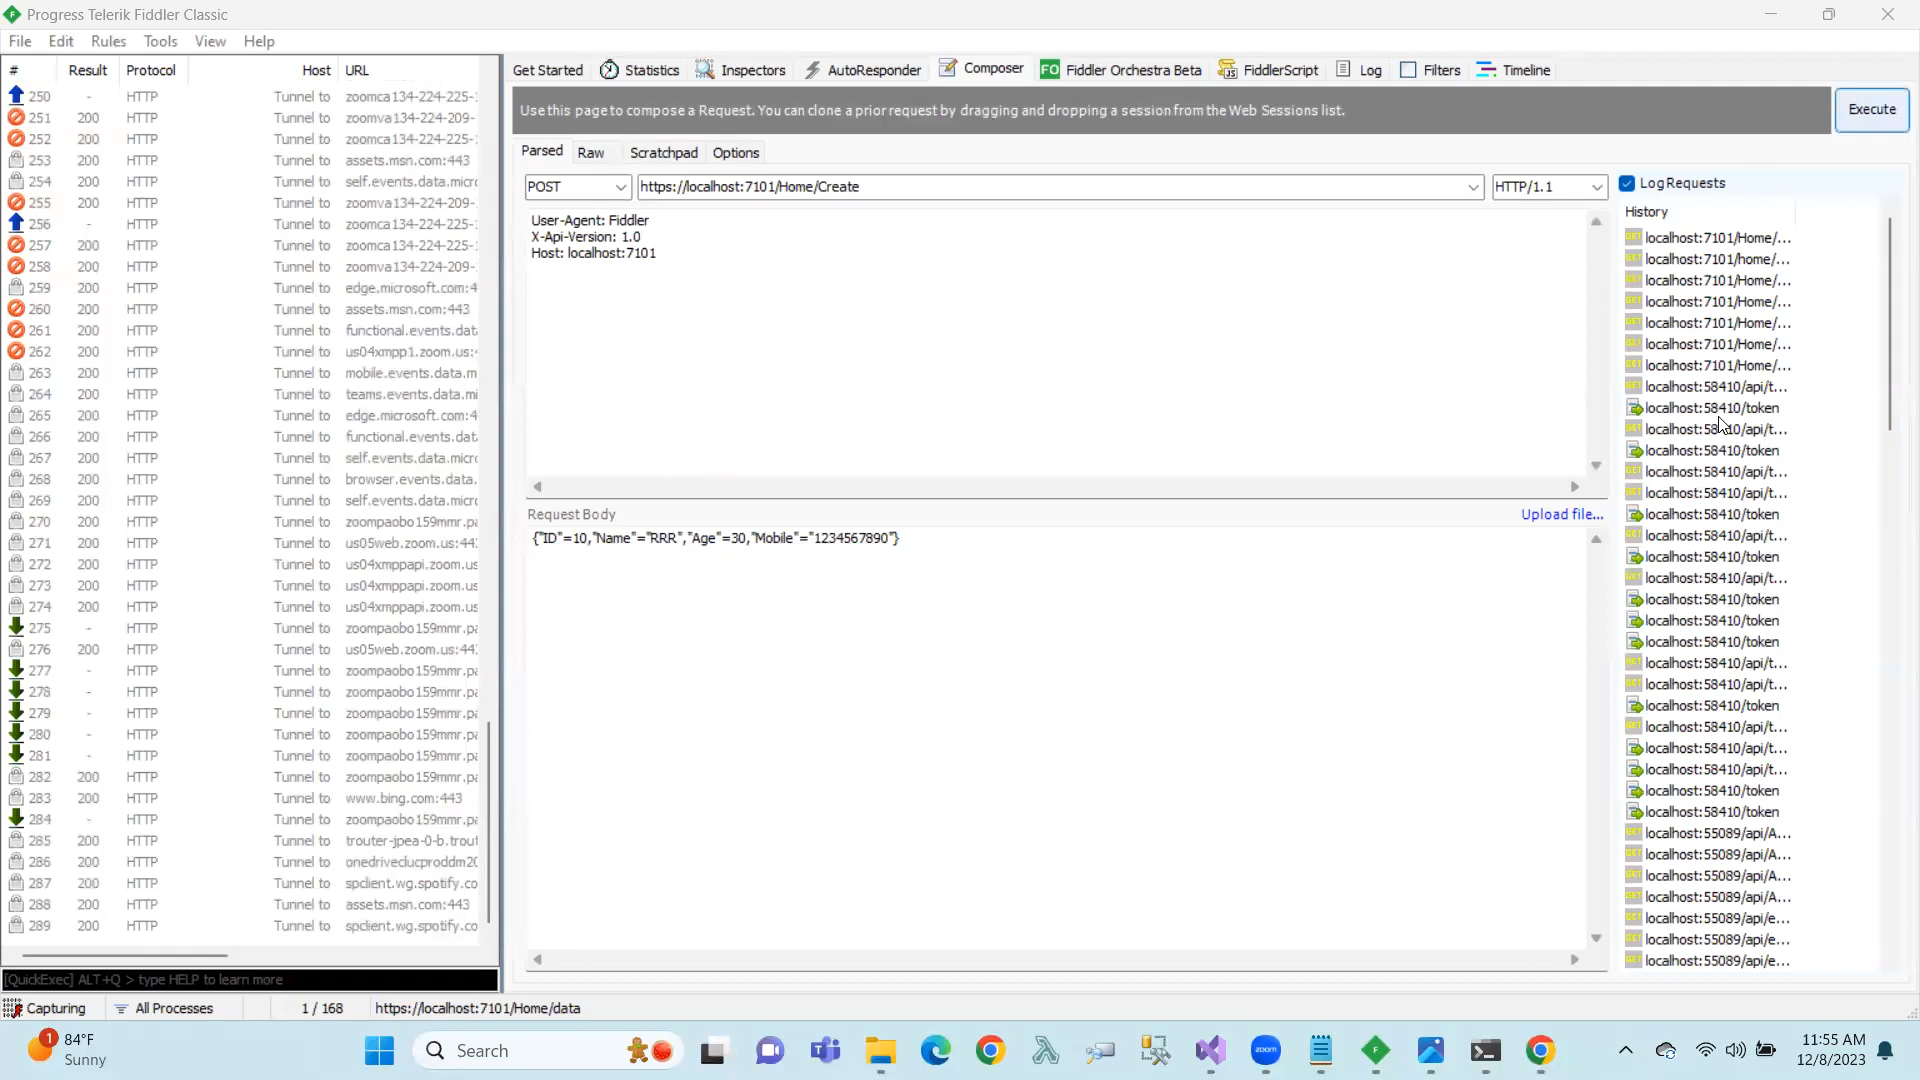 Progress Telerik Fiddler Classic
File Edit Rules Tools View Help
# Result Protocol Host URL
250 - HTTP Tunnel to zoomca134-224-225-
251 200 HTTP Tunnel to zoomva134-224-209-
252 200 HTTP Tunnel to zoomca134-224-225-
253 200 HTTP Tunnel to assets.msn.com:443
254 200 HTTP Tunnel to self.events.data.micr
255 200 HTTP Tunnel to zoomva134-224-209-
256 - HTTP Tunnel to zoomca134-224-225-
257 200 HTTP Tunnel to zoomca134-224-225-
258 200 HTTP Tunnel to zoomva134-224-209-
259 200 HTTP Tunnel to edge.microsoft.com:4
260 200 HTTP Tunnel to assets.msn.com:443
261 200 HTTP Tunnel to functional.events.dat
262 200 HTTP Tunnel to us04xmpp1.zoom.us:
263 200 HTTP Tunnel to mobile.events.data.m
264 200 HTTP Tunnel to teams.events.data.mi
265 200 HTTP Tunnel to edge.microsoft.com:4
266 200 HTTP Tunnel to functional.events.dat
267 200 HTTP Tunnel to self.events.data.micr
268 200 HTTP Tunnel to browser.events.data.
269 200 HTTP Tunnel to self.events.data.micr
270 200 HTTP Tunnel to zoompaobo159mmr.pa
271 200 HTTP Tunnel to us05web.zoom.us:44
272 200 HTTP Tunnel to us04xmppapi.zoom.us
273 200 HTTP Tunnel to us04xmppapi.zoom.us
274 200 HTTP Tunnel to us04xmppapi.zoom.us
275 - HTTP Tunnel to zoompaobo159mmr.pa
276 200 HTTP Tunnel to us05web.zoom.us:44
277 - HTTP Tunnel to zoompaobo159mmr.pa
278 - HTTP Tunnel to zoompaobo159mmr.pa
279 - HTTP Tunnel to zoompaobo159mmr.pa
280 - HTTP Tunnel to zoompaobo159mmr.pa
281 - HTTP Tunnel to zoompaobo159mmr.pa
282 200 HTTP Tunnel to zoompaobo159mmr.pa
283 200 HTTP Tunnel to www.bing.com:443
284 - HTTP Tunnel to zoompaobo159mmr.pa
285 200 HTTP Tunnel to trouter-jpea-0-b.trout
286 200 HTTP Tunnel to onedriveclucproddm20
287 200 HTTP Tunnel to spclient.wg.spotify.co
288 200 HTTP Tunnel to assets.msn.com:443
289 200 HTTP Tunnel to spclient.wg.spotify.co
[QuickExec] ALT+Q > type HELP to learn more
Capturing All Processes 1 / 168 https://localhost:7101/Home/data
Get Started Statistics Inspectors AutoResponder Composer FO Fiddler Orchestra Beta FiddlerScript Log Filters Timeline
Use this page to compose a Request. You can clone a prior request by dragging and dropping a session from the Web Sessions list.
Execute
Parsed Raw Scratchpad Options
POST https://localhost:7101/Home/Create HTTP/1.1
User-Agent: Fiddler
X-Api-Version: 1.0
Host: localhost:7101
Request Body Upload file...
{"ID"=10,"Name"="RRR","Age"=30,"Mobile"="1234567890"}
Log Requests
History
localhost:7101/Home/...
localhost:7101/home/...
localhost:7101/Home/...
localhost:7101/Home/...
localhost:7101/Home/...
localhost:7101/Home/...
localhost:7101/Home/...
localhost:58410/api/t...
localhost:58410/token
localhost:58410/api/t...
localhost:58410/token
localhost:58410/api/t...
localhost:58410/api/t...
localhost:58410/token
localhost:58410/api/t...
localhost:58410/token
localhost:58410/api/t...
localhost:58410/token
localhost:58410/token
localhost:58410/token
localhost:58410/api/t...
localhost:58410/api/t...
localhost:58410/token
localhost:58410/api/t...
localhost:58410/api/t...
localhost:58410/api/t...
localhost:58410/token
localhost:58410/token
localhost:55089/api/A...
localhost:55089/api/A...
localhost:55089/api/A...
localhost:55089/api/A...
localhost:55089/api/e...
localhost:55089/api/e...
localhost:55089/api/e...
1 84°F
Sunny
Search
zoom
11:55 AM
12/8/2023